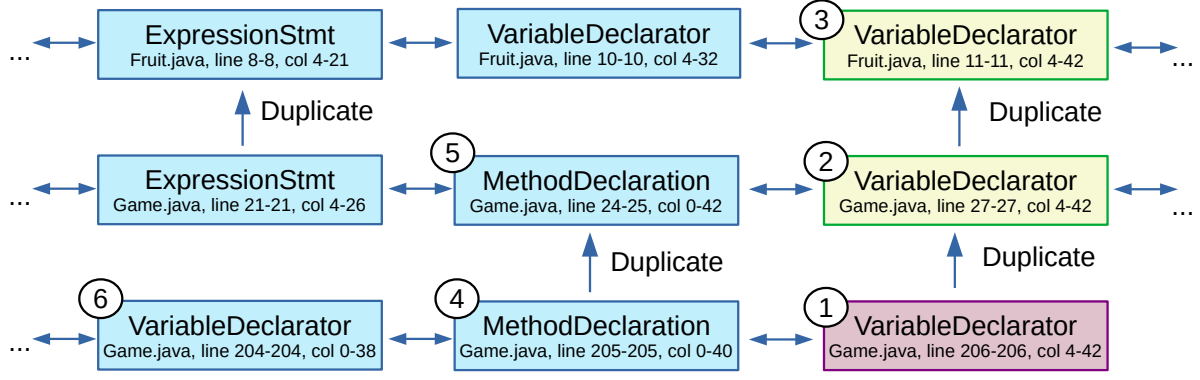 3
ExpressionStmt
Fruit.java, line 8-8, col 4-21
VariableDeclarator
Fruit.java, line 10-10, col 4-32
VariableDeclarator
Fruit.java, line 11-11, col 4-42
...
...
Duplicate
Duplicate
5
2
ExpressionStmt
Game.java, line 21-21, col 4-26
MethodDeclaration
Game.java, line 24-25, col 0-42
VariableDeclarator
Game.java, line 27-27, col 4-42
...
...
Duplicate
Duplicate
6
4
1
VariableDeclarator
Game.java, line 204-204, col 0-38
MethodDeclaration
Game.java, line 205-205, col 0-40
VariableDeclarator
Game.java, line 206-206, col 4-42
...